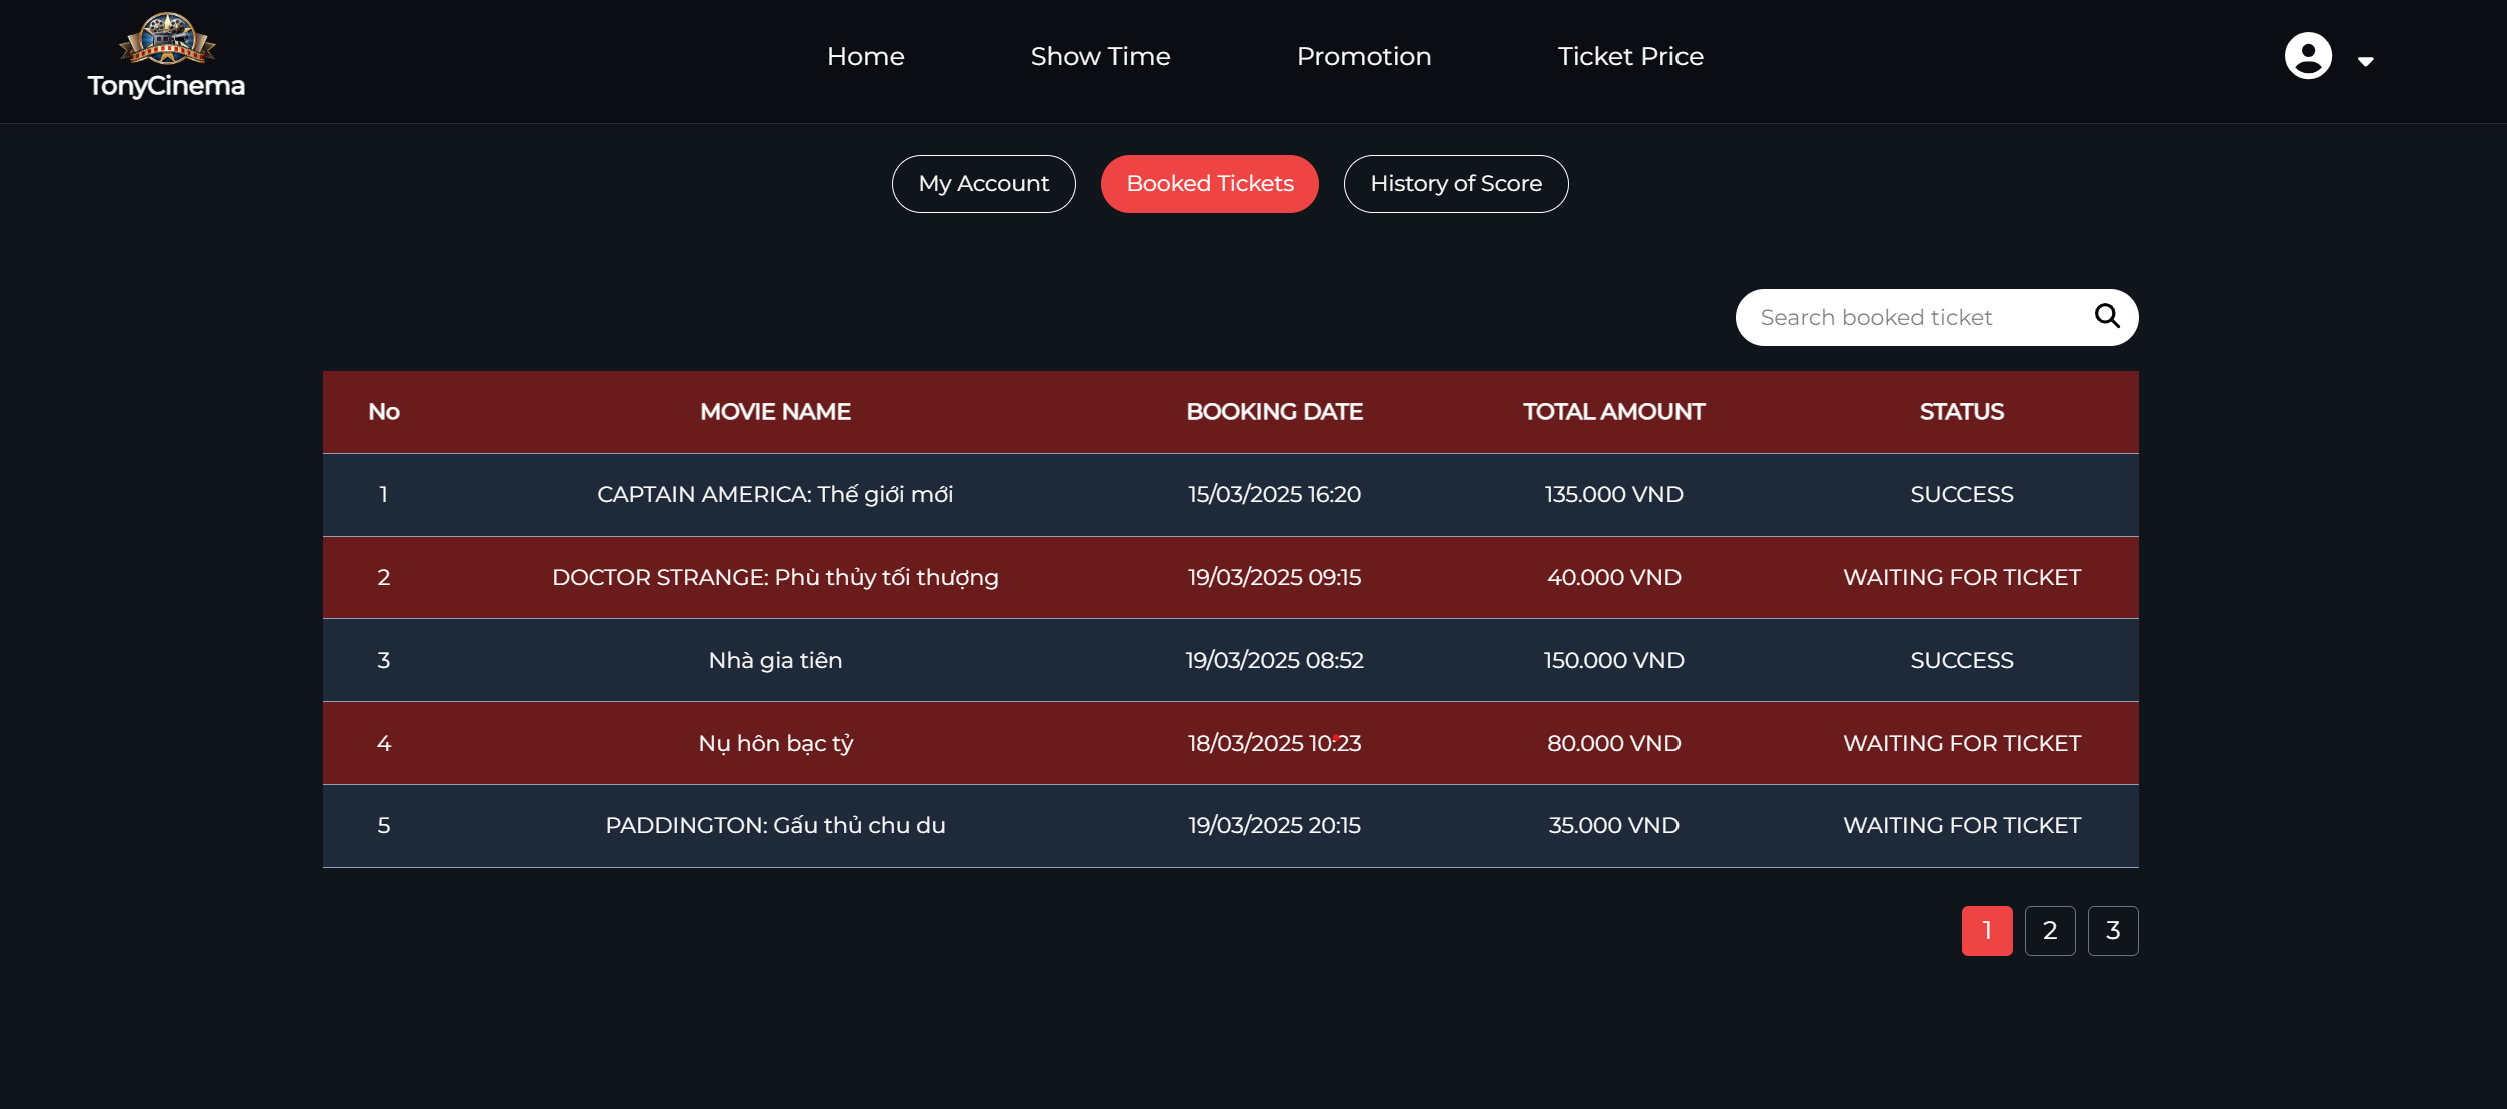 TonyCinema
Home Show Time Promotion Ticket Price
My Account Booked Tickets History of Score
Search booked ticket
No MOVIE NAME BOOKING DATE TOTAL AMOUNT STATUS
1 CAPTAIN AMERICA: Thế giới mới 15/03/2025 16:20 135.000 VND SUCCESS
2 DOCTOR STRANGE: Phù thủy tối thượng 19/03/2025 09:15 40.000 VND WAITING FOR TICKET
3 Nhà gia tiên 19/03/2025 08:52 150.000 VND SUCCESS
4 Nụ hôn bạc tỷ 18/03/2025 10:23 80.000 VND WAITING FOR TICKET
5 PADDINGTON: Gấu thủ chu du 19/03/2025 20:15 35.000 VND WAITING FOR TICKET
1 2 3